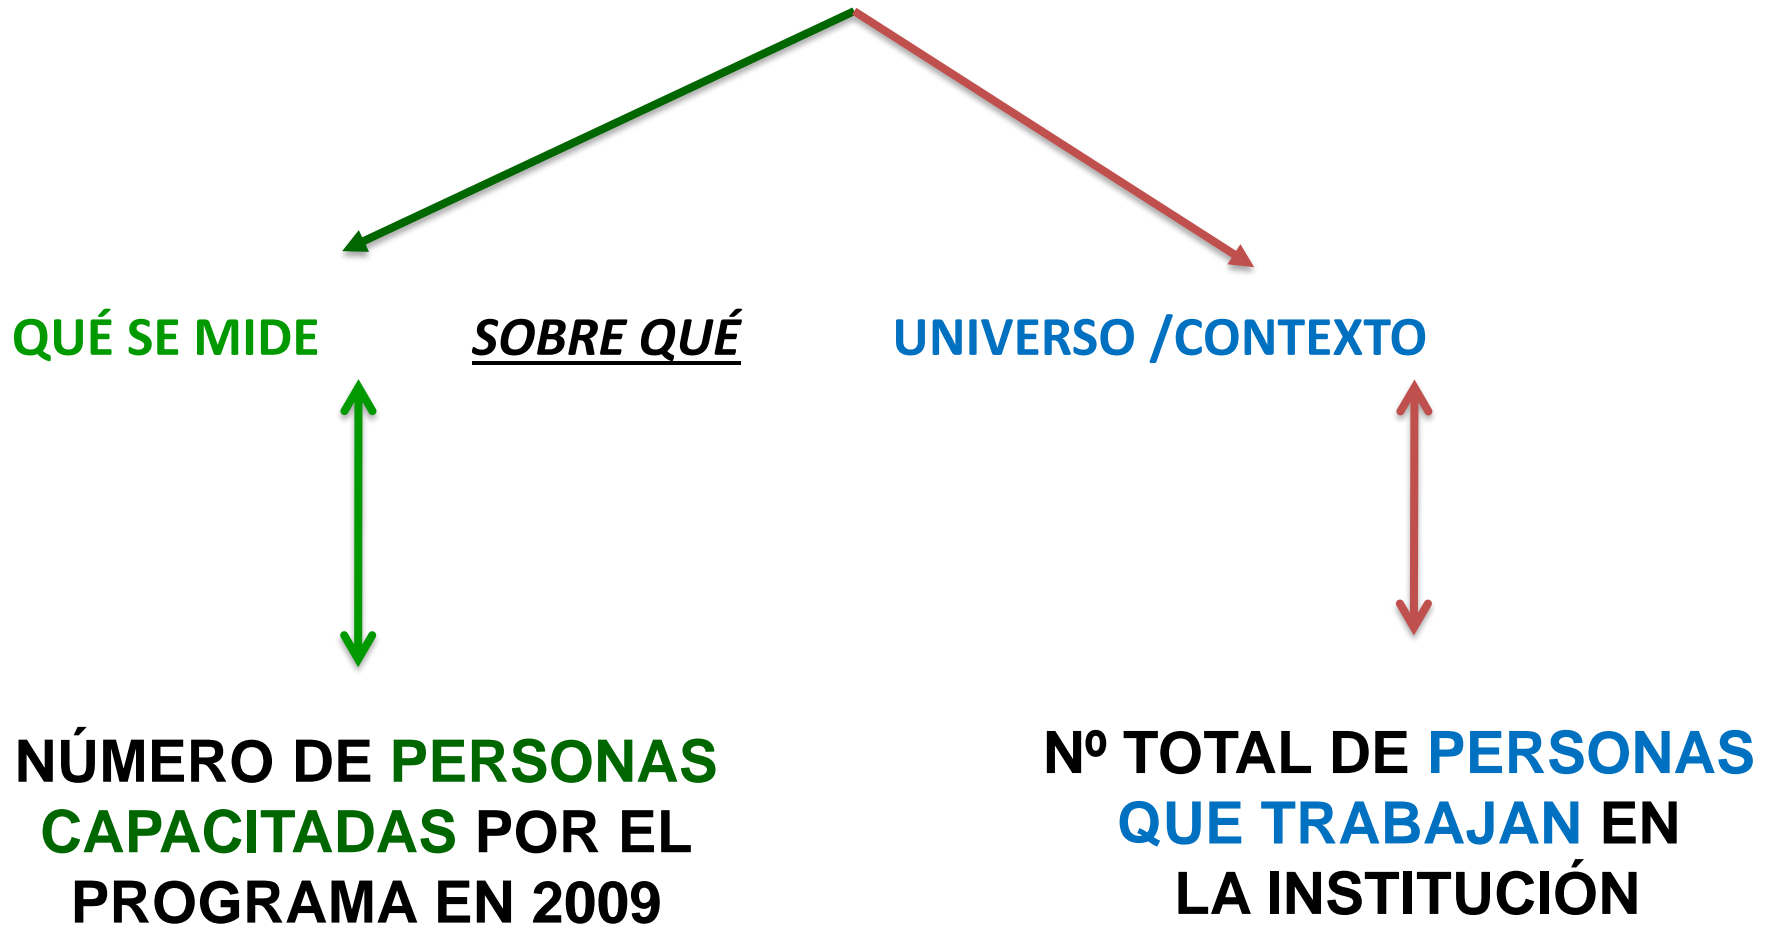 QUÉ SE MIDE SOBRE QUÉ UNIVERSO /CONTEXTO
NÚMERO DE PERSONAS
CAPACITADAS POR EL
PROGRAMA EN 2009
Nº TOTAL DE PERSONAS
QUE TRABAJAN EN
LA INSTITUCIÓN